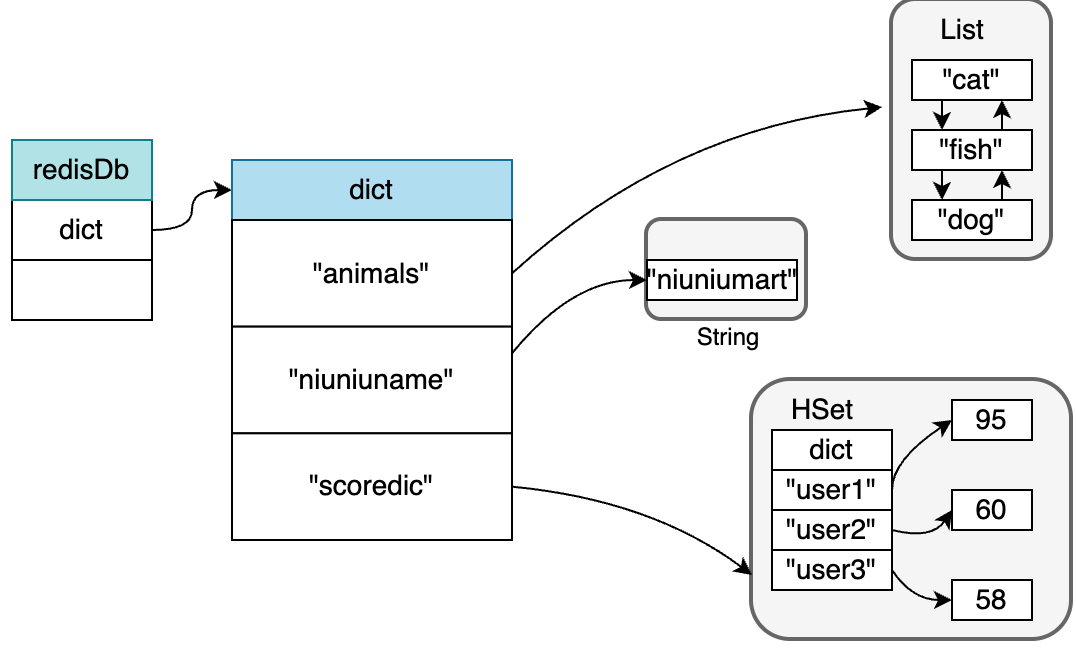 redisDb
dict
dict
"animals"
"niuniuname"
"scoredic"
List
"cat"
"fish"
"dog"
"niuniumart"
String
HSet
dict
"user1"
"user2"
"user3"
95
60
58